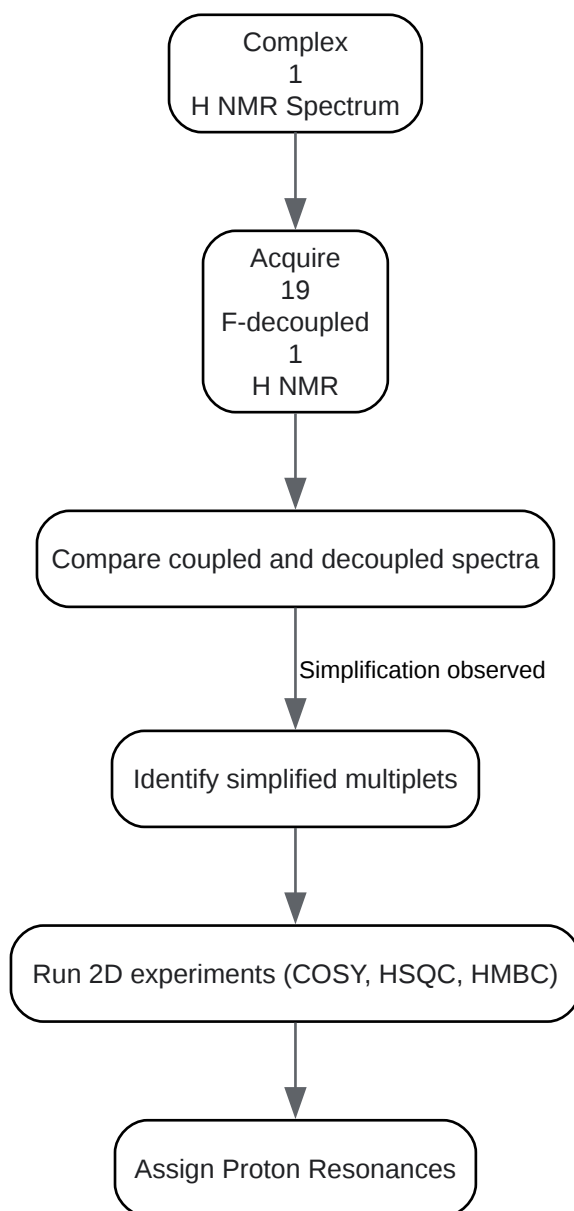 Complex
1
H NMR Spectrum
Acquire
19
F-decoupled
1
H NMR
Compare coupled and decoupled spectra
Simplification observed
Identify simplified multiplets
Run 2D experiments (COSY, HSQC, HMBC)
Assign Proton Resonances